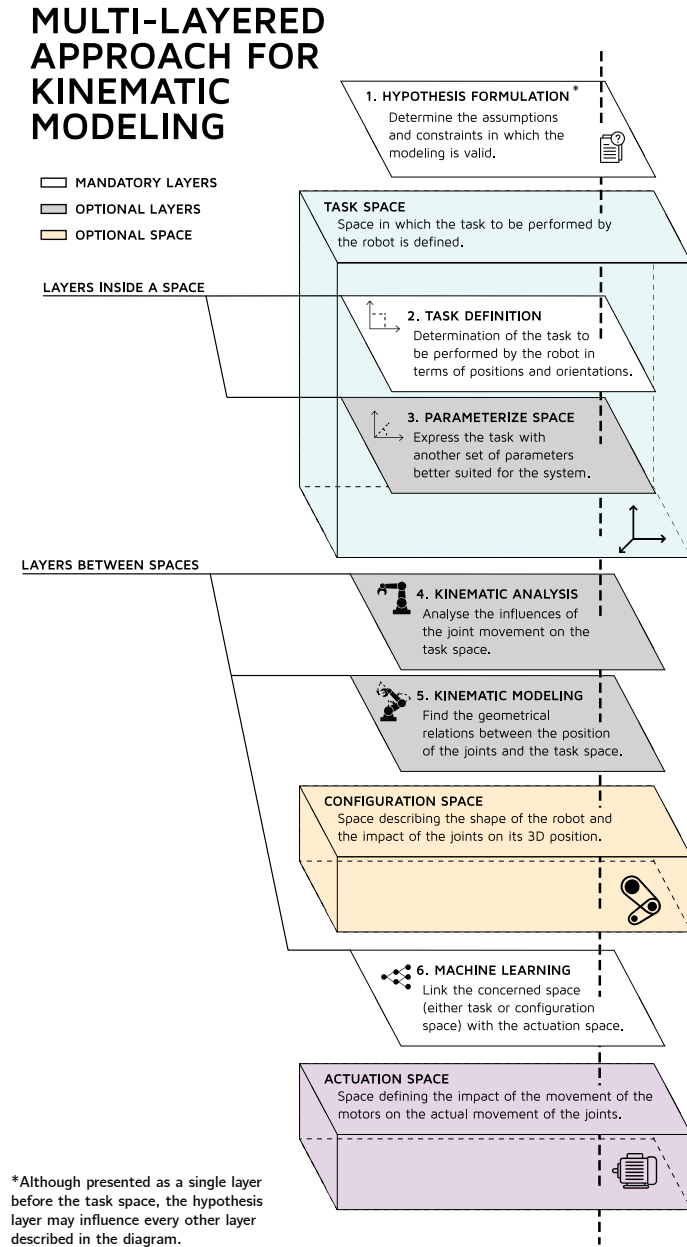 MULTI-LAYERED
APPROACH FOR
KINEMATIC
MODELING
MANDATORY LAYERS
OPTIONAL LAYERS
OPTIONAL SPACE
1. HYPOTHESIS FORMULATION*
Determine the assumptions
and constraints in which the
modeling is valid.
?
TASK SPACE
Space in which the task to be performed by
the robot is defined.
LAYERS INSIDE A SPACE
2. TASK DEFINITION
Determination of the task to
be performed by the robot in
terms of positions and orientations.
3. PARAMETERIZE SPACE
Express the task with
another set of parameters
better suited for the system.
LAYERS BETWEEN SPACES
4. KINEMATIC ANALYSIS
Analyse the influences of
the joint movement on the
task space.
5. KINEMATIC MODELING
Find the geometrical
relations between the position
of the joints and the task space.
CONFIGURATION SPACE
Space describing the shape of the robot and
the impact of the joints on its 3D position.
6. MACHINE LEARNING
Link the concerned space
(either task or configuration
space) with the actuation space.
ACTUATION SPACE
Space defining the impact of the movement of the
motors on the actual movement of the joints.
*Although presented as a single layer
before the task space, the hypothesis
layer may influence every other layer
described in the diagram.